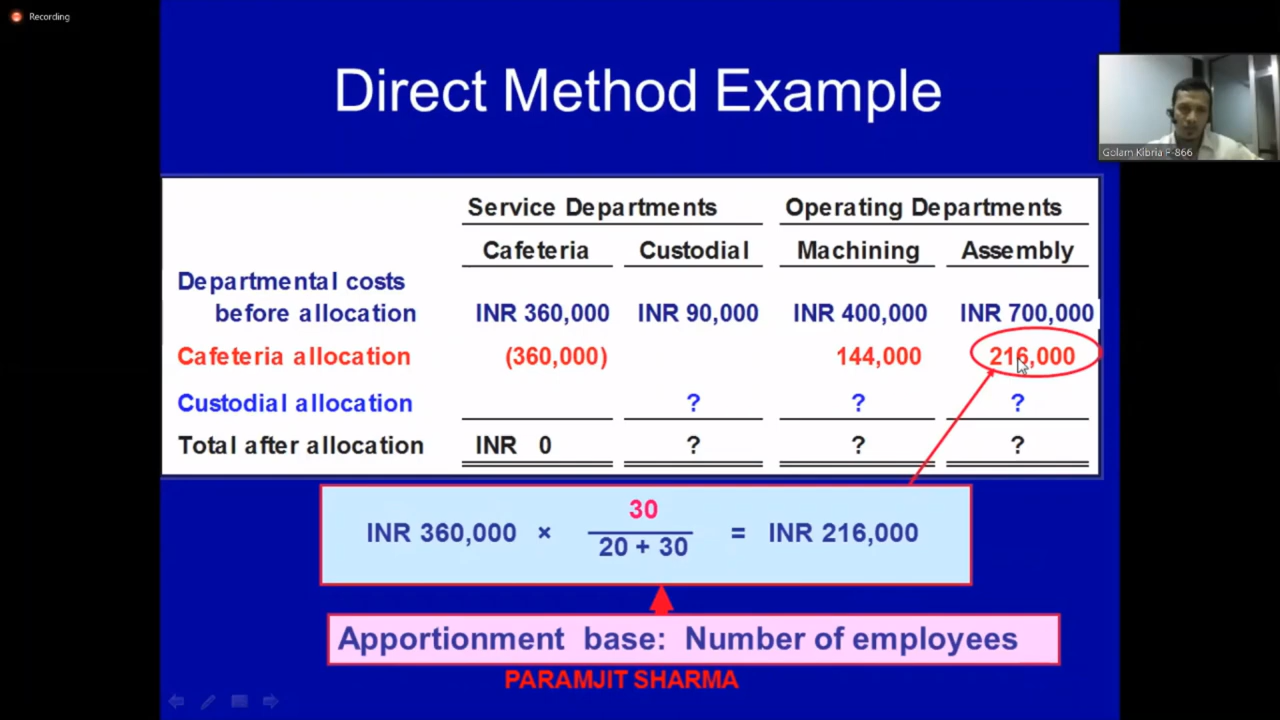 Recording
Direct Method Example
Golam Kibria F-866
Service Departments Operating Departments
Cafeteria Custodial Machining Assembly
Departmental costs
before allocation INR 360,000 INR 90,000 INR 400,000 INR 700,000
Cafeteria allocation (360,000) 144,000 216,000
Custodial allocation ? ? ?
Total after allocation INR 0 ? ? ?
30
INR 360,000 × = INR 216,000
20 + 30
Apportionment base: Number of employees
PARAMJIT SHARMA